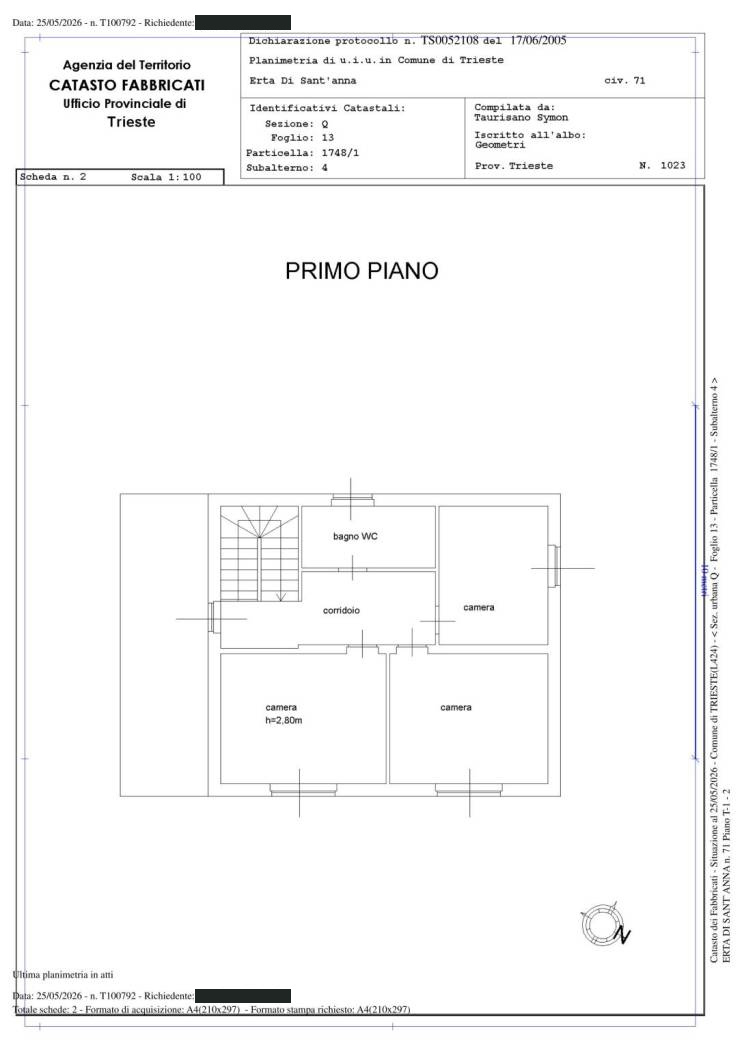 Data: 25/05/2026 - n. T100792 - Richiedente:
Agenzia del Territorio
CATASTO FABBRICATI
Ufficio Provinciale di
Trieste
Dichiarazione protocollo n. TS0052108 del 17/06/2005
Planimetria di u.i.u. in Comune di Trieste
Erta Di Sant'anna civ. 71
Identificativi Catastali:
Sezione: Q
Foglio: 13
Particella: 1748/1
Subalterno: 4
Compilata da:
Taurisano Symon
Iscritto all'albo:
Geometri
Prov. Trieste N. 1023
Scheda n. 2 Scala 1:100
PRIMO PIANO
bagno WC
corridoio
camera
camera
h=2,80m
camera
N
10 metri
Catasto dei Fabbricati - Situazione al 25/05/2026 - Comune di TRIESTE(L424) - < Sez. urbana Q - Foglio 13 - Particella 1748/1 - Subalterno 4 >
ERTA DI SANT`ANNA n. 71 Piano T-1 - 2
Ultima planimetria in atti
Data: 25/05/2026 - n. T100792 - Richiedente:
Totale schede: 2 - Formato di acquisizione: A4(210x297) - Formato stampa richiesto: A4(210x297)